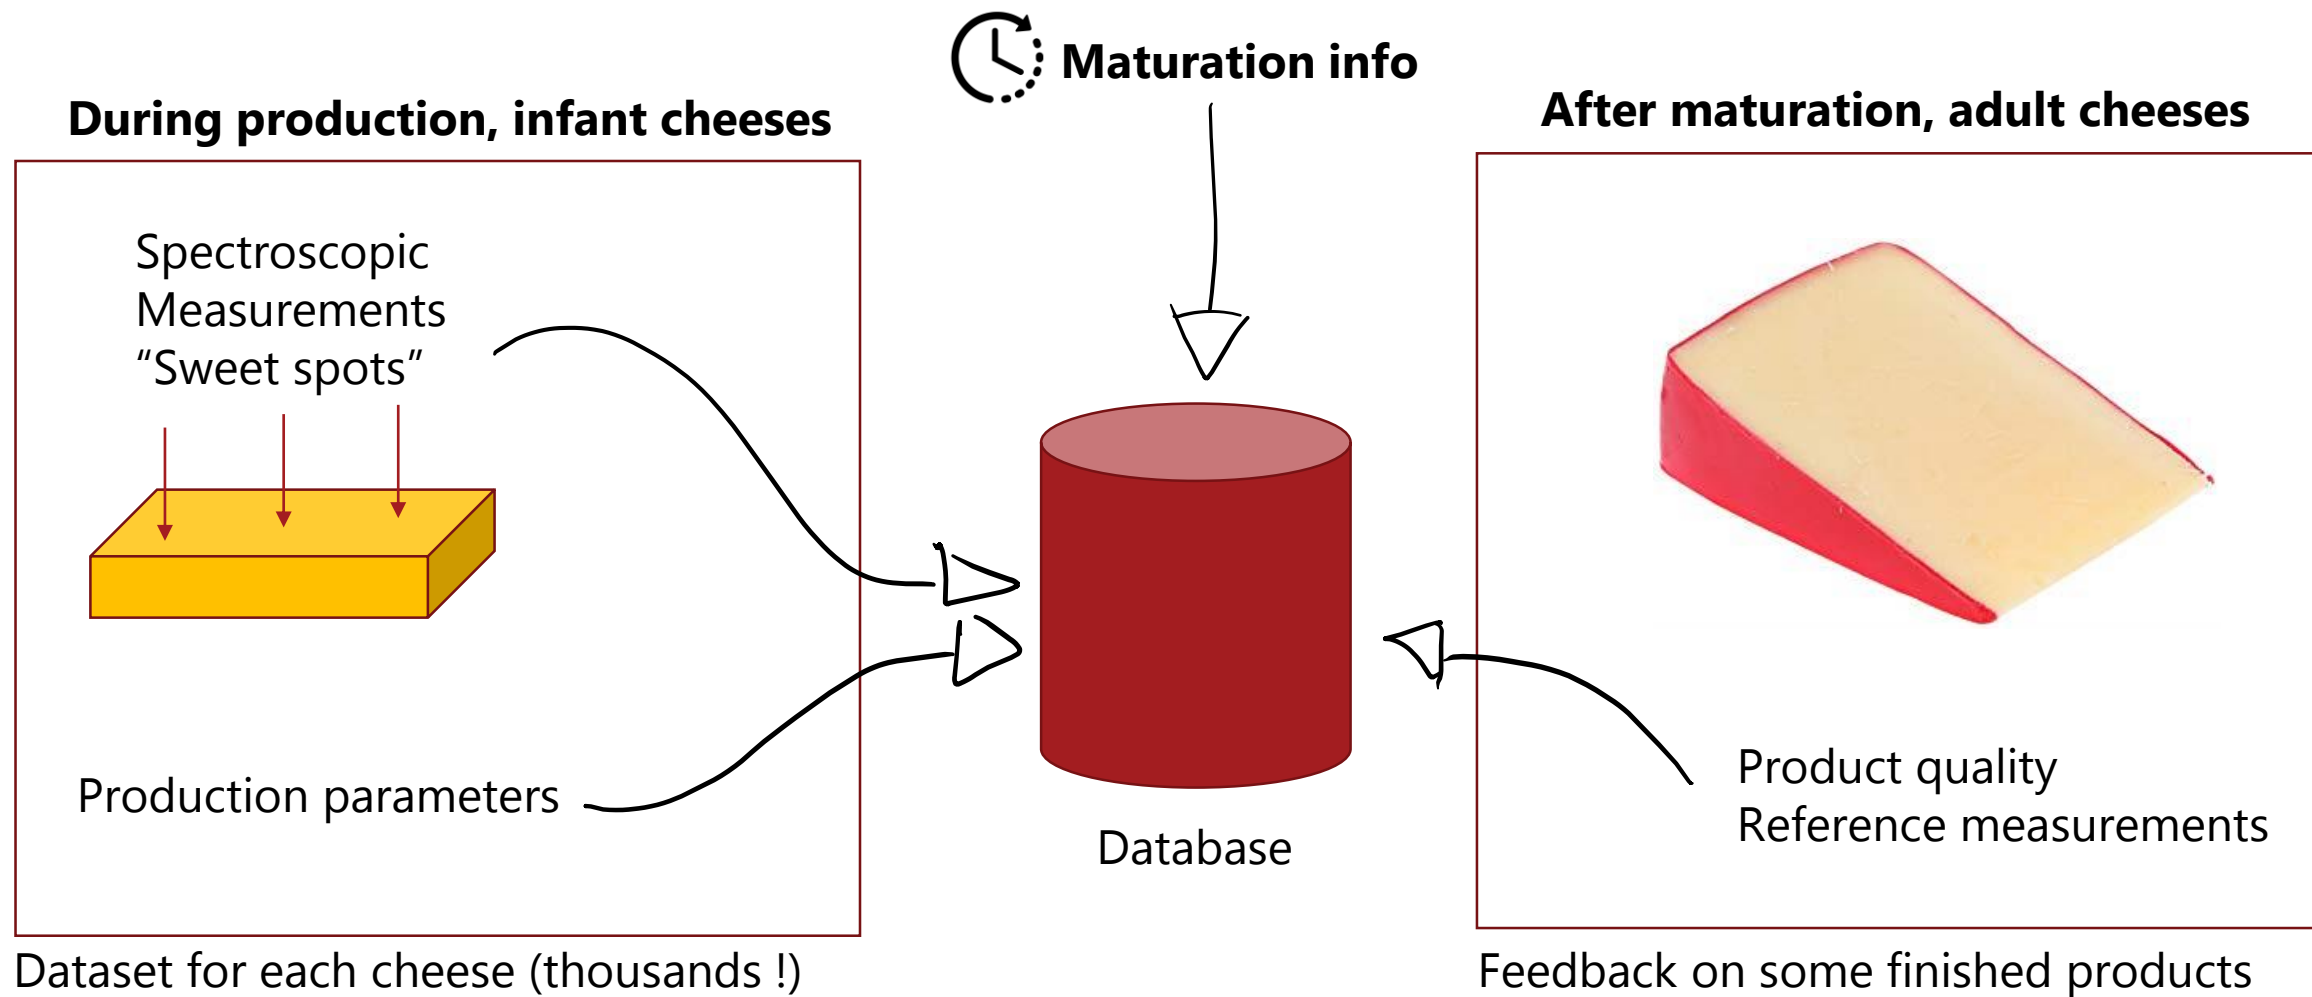 Maturation info
During production, infant cheeses
After maturation, adult cheeses
Spectroscopic
Measurements
“Sweet spots”
Production parameters
Database
Product quality
Reference measurements
Dataset for each cheese (thousands !)
Feedback on some finished products